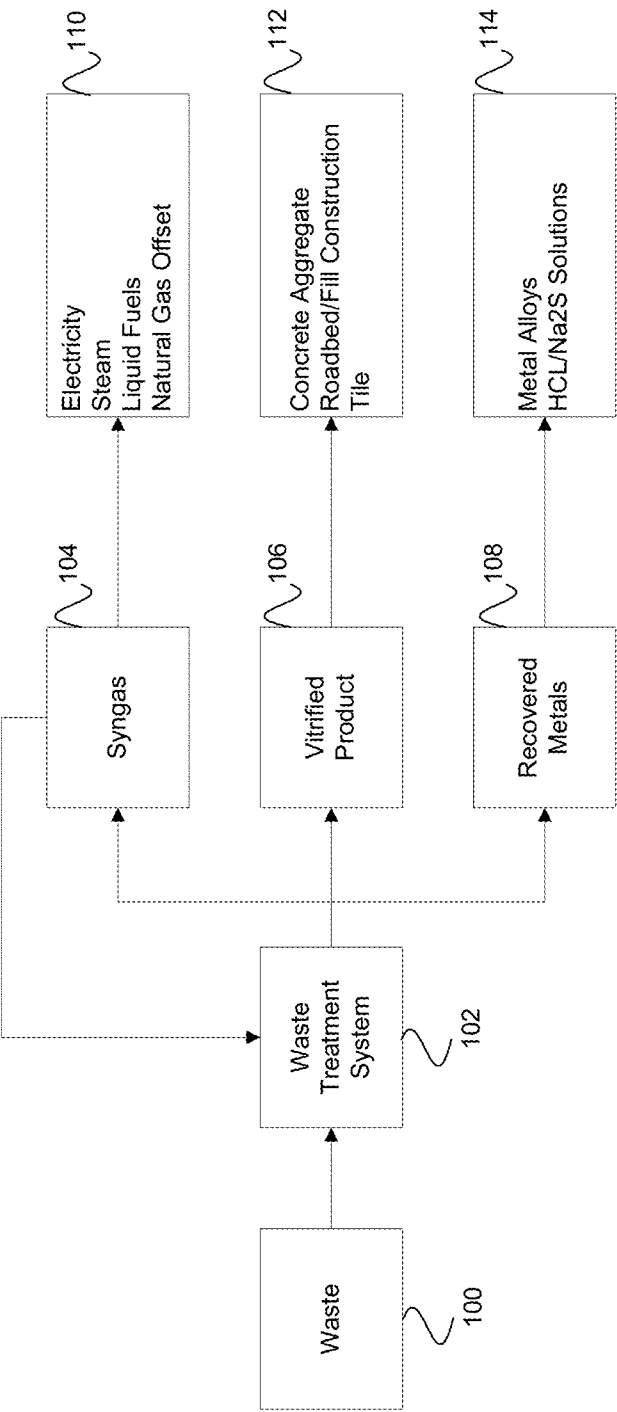 Waste
100
Waste
Treatment
System
102
Syngas
104
Vitrified
Product
106
Recovered
Metals
108
Electricity
Steam
Liquid Fuels
Natural Gas Offset
110
Concrete Aggregate
Roadbed/Fill Construction
Tile
112
Metal Alloys
HCL/Na2S Solutions
114